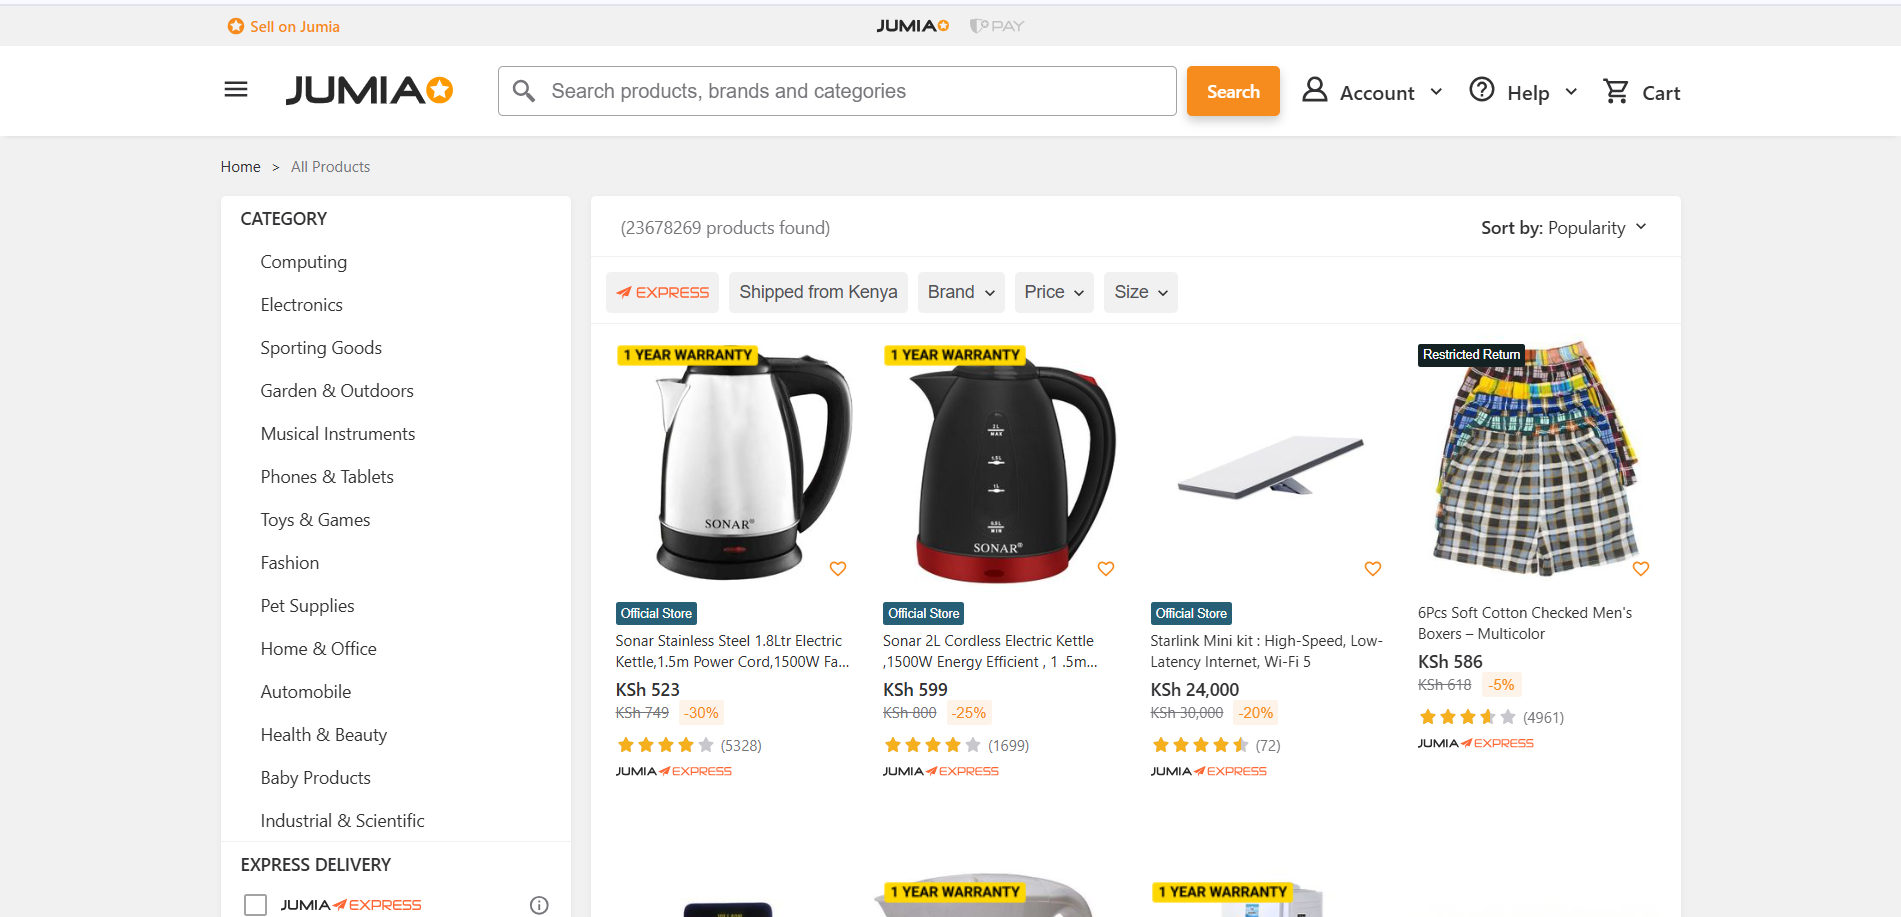 Sell on Jumia
JUMIA PAY
JUMIA
Search products, brands and categories
Search
Account
Help
Cart
Home > All Products
CATEGORY
Computing
Electronics
Sporting Goods
Garden & Outdoors
Musical Instruments
Phones & Tablets
Toys & Games
Fashion
Pet Supplies
Home & Office
Automobile
Health & Beauty
Baby Products
Industrial & Scientific
EXPRESS DELIVERY
JUMIA EXPRESS
(23678269 products found)
Sort by: Popularity
EXPRESS
Shipped from Kenya
Brand
Price
Size
1 YEAR WARRANTY
SONAR®
Official Store
Sonar Stainless Steel 1.8Ltr Electric
Kettle,1.5m Power Cord,1500W Fa...
KSh 523
KSh 749 -30%
(5328)
JUMIA EXPRESS
1 YEAR WARRANTY
2L
MAX
1.5L
1L
0.5L
MIN
SONAR®
Official Store
Sonar 2L Cordless Electric Kettle
,1500W Energy Efficient , 1 .5m...
KSh 599
KSh 800 -25%
(1699)
JUMIA EXPRESS
Official Store
Starlink Mini kit : High-Speed, Low-
Latency Internet, Wi-Fi 5
KSh 24,000
KSh 30,000 -20%
(72)
JUMIA EXPRESS
Restricted Return
6Pcs Soft Cotton Checked Men's
Boxers – Multicolor
KSh 586
KSh 618 -5%
(4961)
JUMIA EXPRESS
1 YEAR WARRANTY
1 YEAR WARRANTY